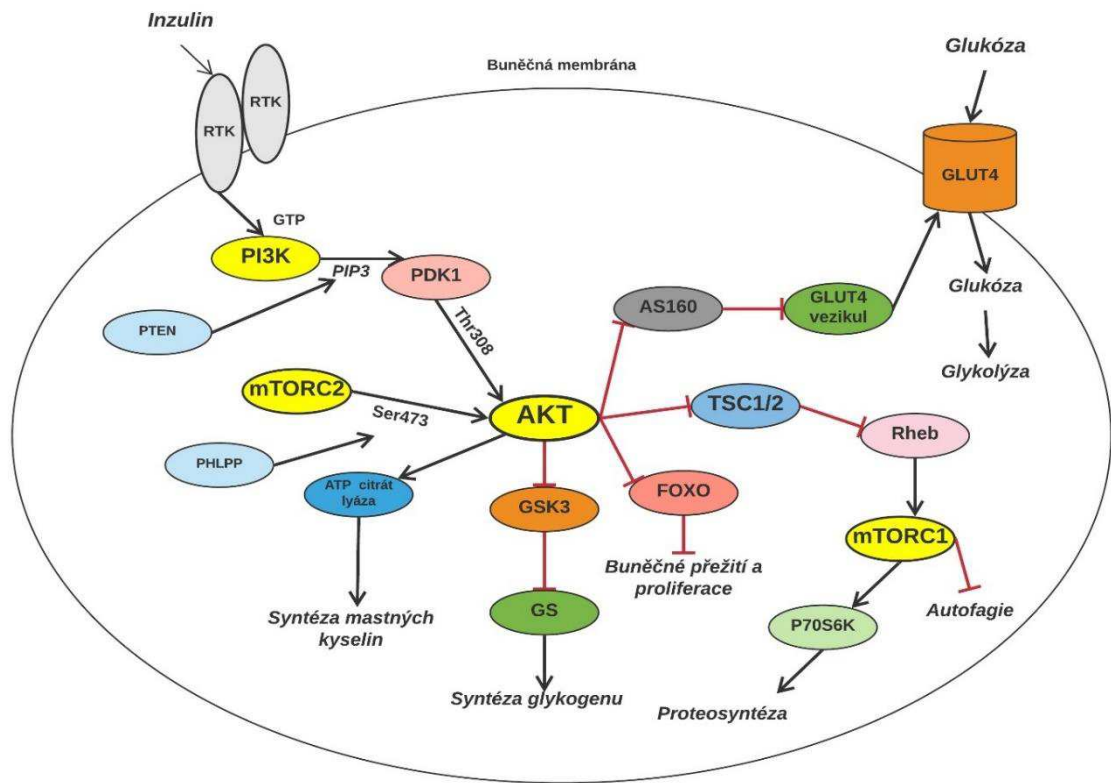 Inzulin
Glukóza
Buněčná membrána
RTK
RTK
GLUT4
GTP
PI3K
PIP3
PDK1
Glukóza
AS160
GLUT4
vezikul
PTEN
Thr308
Glykolýza
mTORC2
Ser473
AKT
TSC1/2
Rheb
PHLPP
ATP citrát
lyáza
GSK3
FOXO
mTORC1
Buněčné přežití a
proliferace
Autofagie
Syntéza mastných
kyselin
GS
P70S6K
Syntéza glykogenu
Proteosyntéza